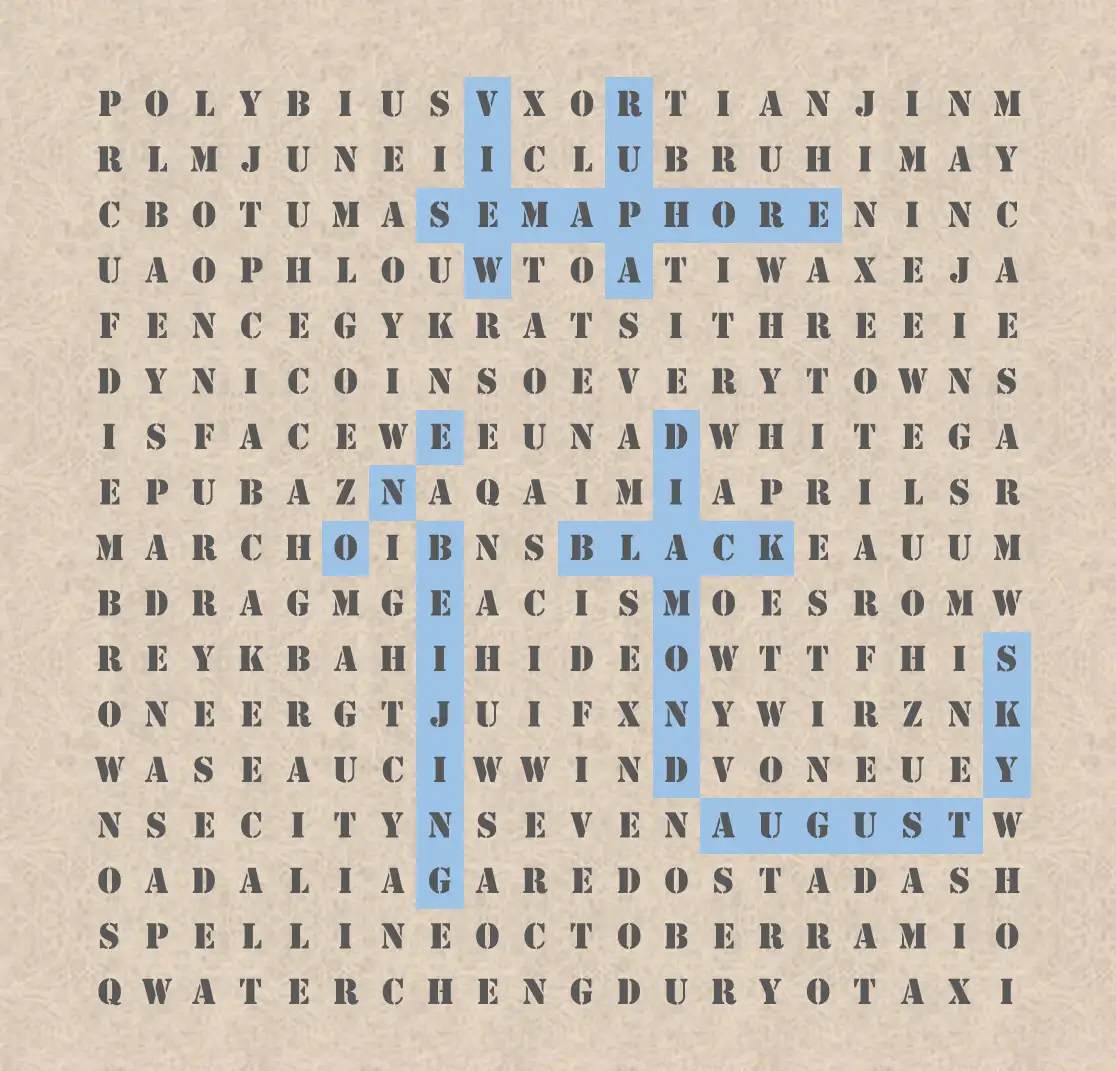 P O L Y B I U S V X O R T I A N J I N M
R L M J U N E I I C L U B R U H I M A Y
C B O T U M A S E M A P H O R E N I N C
U A O P H L O U W T O A T I W A X E J A
F E N C E G Y K R A T S I T H R E E I E
D Y N I C O I N S O E V E R Y T O W N S
I S F A C E W E E U N A D W H I T E G A
E P U B A Z N A Q A I M I A P R I L S R
M A R C H O I B N S B L A C K E A U U M
B D R A G M G E A C I S M O E S R O M W
R E Y K B A H I H I D E O W T T F H I S
O N E E R G T J U I F X N Y W I R Z N K
W A S E A U C I W W I N D V O N E U E Y
N S E C I T Y N S E V E N A U G U S T W
O A D A L I A G A R E D O S T A D A S H
S P E L L I N E O C T O B E R R A M I O
Q W A T E R C H E N G D U R Y O T A X I